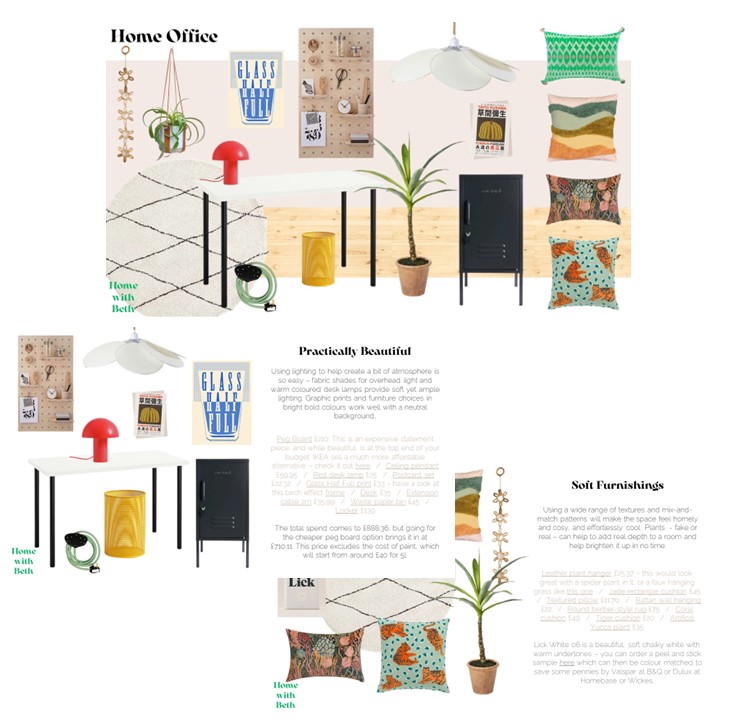 Home Office
GLASS
HALF
FULL
草間彌生
Home
with
Beth
Practically Beautiful
Using lighting to help create a bit of atmosphere is
so easy – fabric shades for overhead light and
warm coloured desk lamps provide soft yet ample
lighting. Graphic prints and furniture choices in
bright bold colours work well with a neutral
background.
Peg Board £210. This is an expensive statement
piece, and while beautiful, is at the top end of your
budget. IKEA sell a much more affordable
alternative - check it out here / Ceiling pendant
£59.95 / Red desk lamp £75 / Postcard set
/ Glass Half Full print £33 - have a look at
this birch effect frame / Desk £35 / Extension
cable 2m £35.99 / Waste paper bin £45 /
Locker £139
The total spend comes to £888.36, but going for
the cheaper peg board option brings it in at
£710.11. This price excludes the cost of paint, which
will start from around £40 for 5l.
GLASS
HALF
FULL
草間彌生
Home
with
Beth
Soft Furnishings
Using a wide range of textures and mix-and-
match patterns will make the space feel homely
and cosy, and effortlessly cool. Plants - fake or
real – can help to add real depth to a room and
help brighten it up in no time.
Leather plant hanger £25.37 – this would look
great with a spider plant in it, or a faux hanging
grass like this one / Jade rectangle cushion £45
/ Textured pillow £11.70 / Rattan wall hanging
£22 / Round berber-style rug £75 / Coral
cushion £49 / Tiger cushion £20 / Artificial
Yucca plant £35
Lick White 06 is a beautiful, soft chalky white with
warm undertones – you can order a peel and stick
sample here which can then be colour matched to
save some pennies by Valspar at B&Q or Dulux at
Homebase or Wickes.
Lick
Home
with
Beth